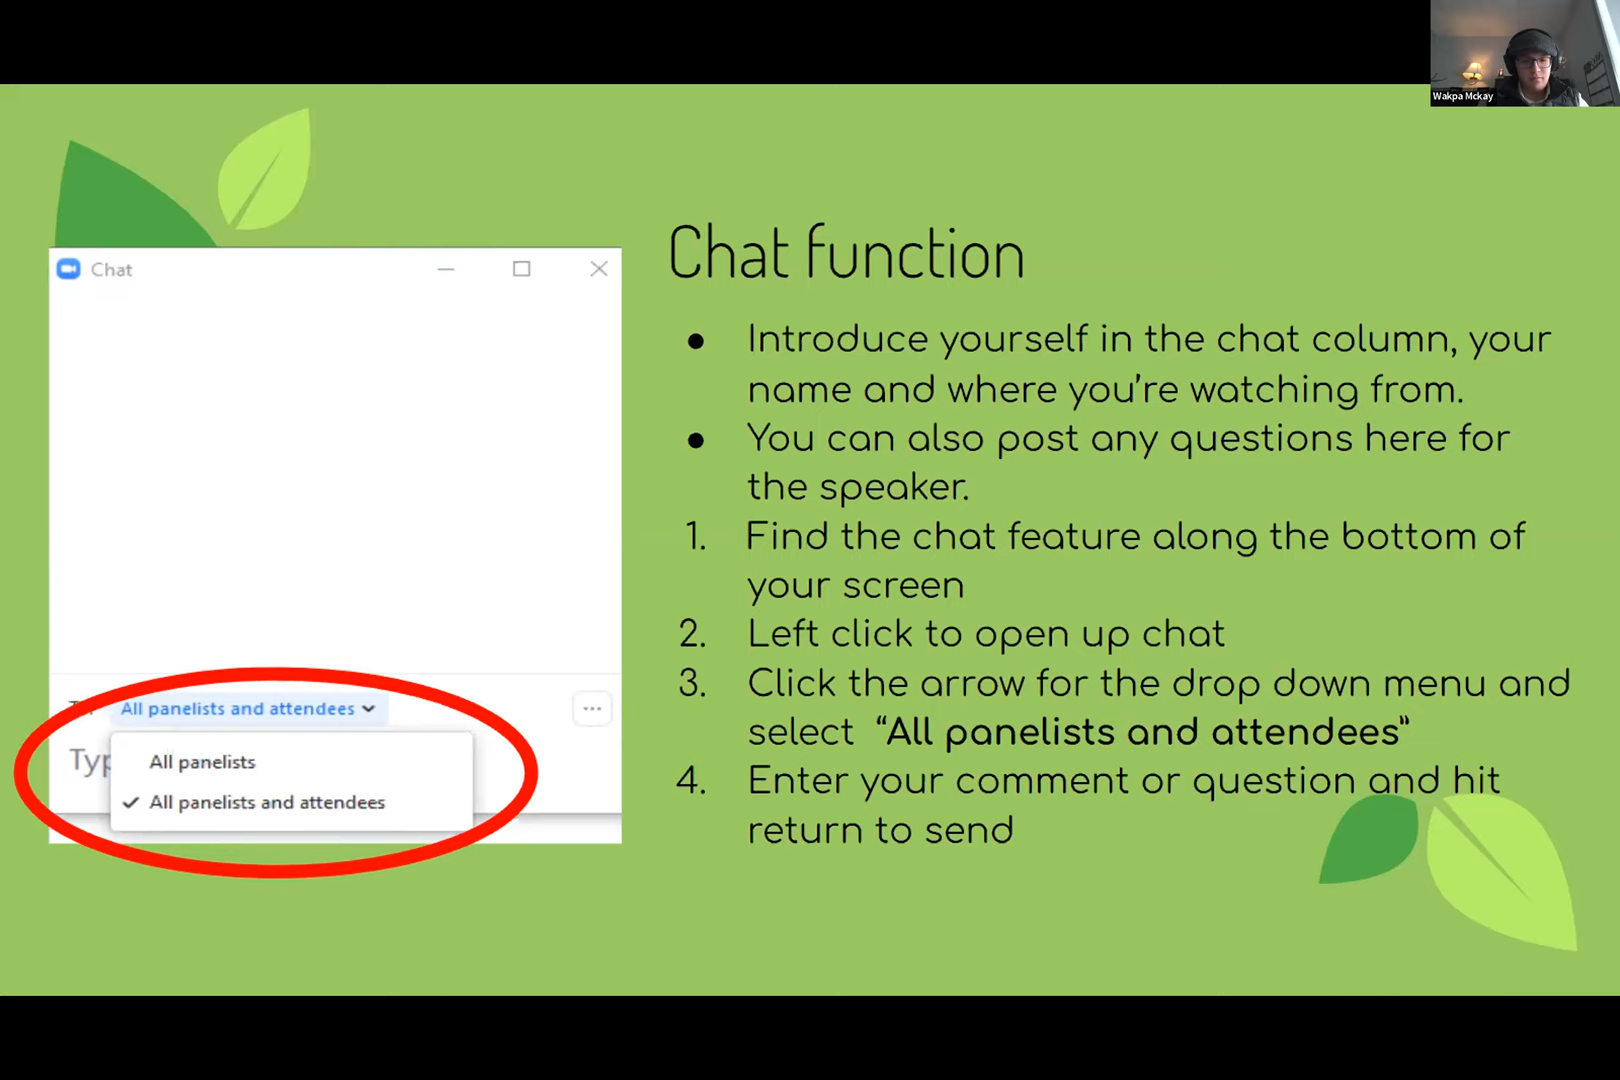 Wakpa Mckay
Chat
All panelists and attendees
All panelists
All panelists and attendees
Chat function
● Introduce yourself in the chat column, your
name and where you’re watching from.
● You can also post any questions here for
the speaker.
1. Find the chat feature along the bottom of
your screen
2. Left click to open up chat
3. Click the arrow for the drop down menu and
select “All panelists and attendees”
4. Enter your comment or question and hit
return to send